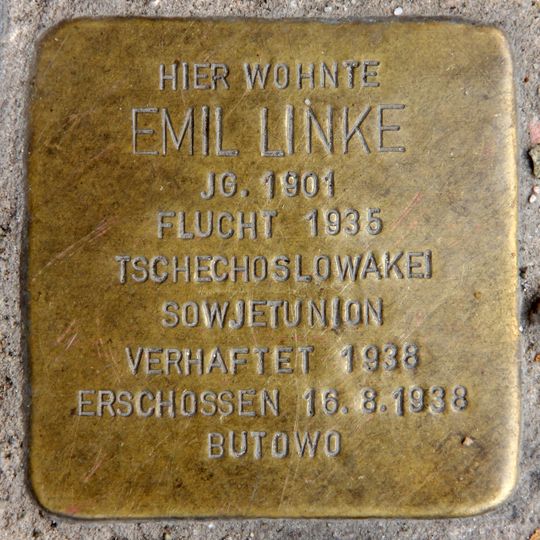 HIER WOHNTE
EMIL LINKE
JG. 1901
FLUCHT 1935
TSCHECHOSLOWAKEI
SOWJETUNION
VERHAFTET 1938
ERSCHOSSEN 16.8.1938
BUTOWO